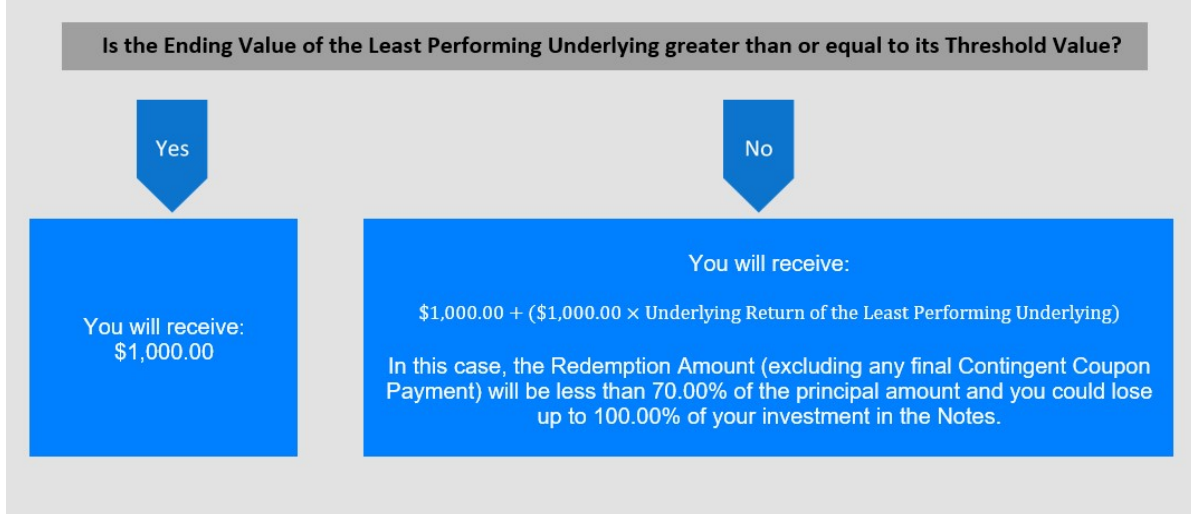 Is the Ending Value of the Least Performing Underlying greater than or equal to its Threshold Value?
Yes
No
You will receive:
$1,000.00
You will receive:
$1,000.00 + ($1,000.00 × Underlying Return of the Least Performing Underlying)
In this case, the Redemption Amount (excluding any final Contingent Coupon
Payment) will be less than 70.00% of the principal amount and you could lose
up to 100.00% of your investment in the Notes.